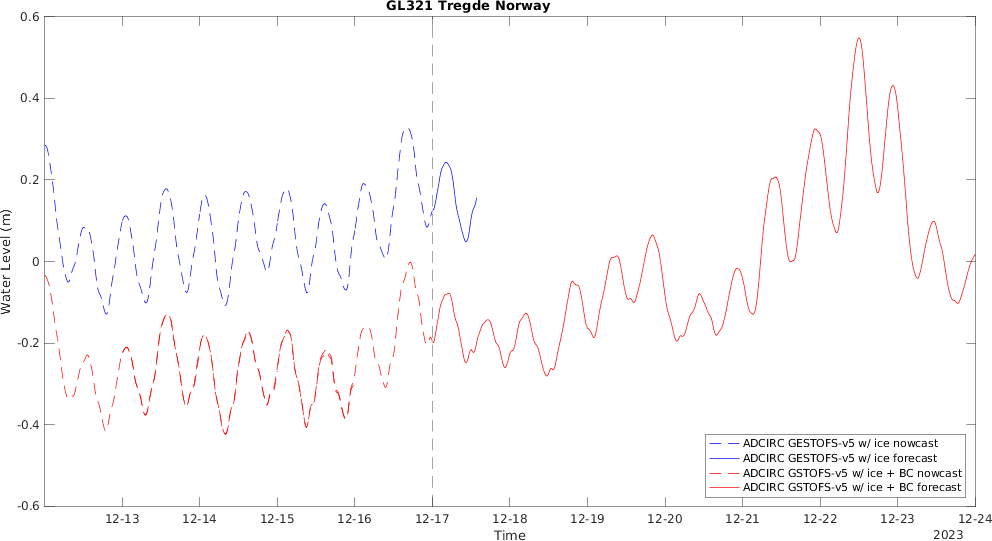 GL321 Tregde Norway
Water Level (m)
0.6
0.4
0.2
0
-0.2
-0.4
-0.6
12-13
12-14
12-15
12-16
12-17
12-18
12-19
12-20
12-21
12-22
12-23
12-24
Time
2023
ADCIRC GESTOFS-v5 w/ ice nowcast
ADCIRC GESTOFS-v5 w/ ice forecast
ADCIRC GSTOFS-v5 w/ ice + BC nowcast
ADCIRC GSTOFS-v5 w/ ice + BC forecast